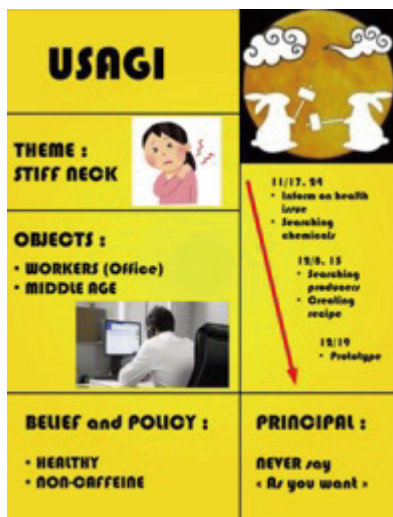 USAGI
THEME :
STIFF NECK
OBJECTS :
• WORKERS (Office)
• MIDDLE AGE
BELIEF and POLICY :
• HEALTHY
• NON-CAFFEINE
11/17, 24
• Inform on health
issue
• Searching
chemicals
12/8, 15
• Searching
producers
• Creating
recipe
12/19
• Prototype
PRINCIPAL :
NEVER say
« As you want »